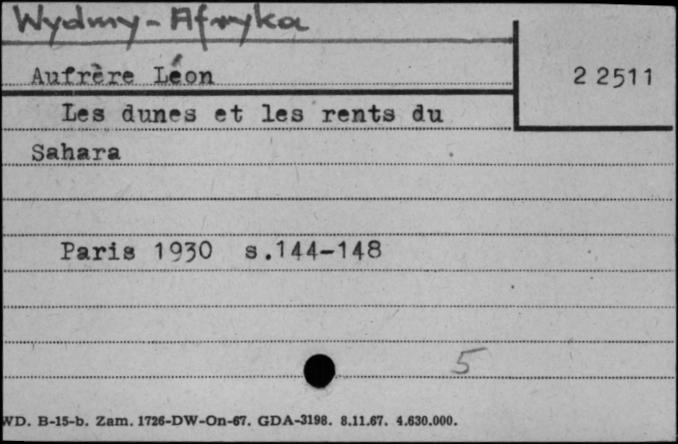 Wydmy - Afryka
Aufrère Léon
2 2511
Les dunes et les rents du
Sahara
Paris 1930 s.144-148
5
WD. B-15-b. Zam. 1726-DW-On-67. GDA-3198. 8.11.67. 4.630.000.